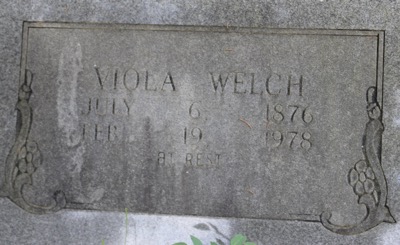 VIOLA WELCH
JULY 6, 1876
FEB. 19, 1978
AT REST